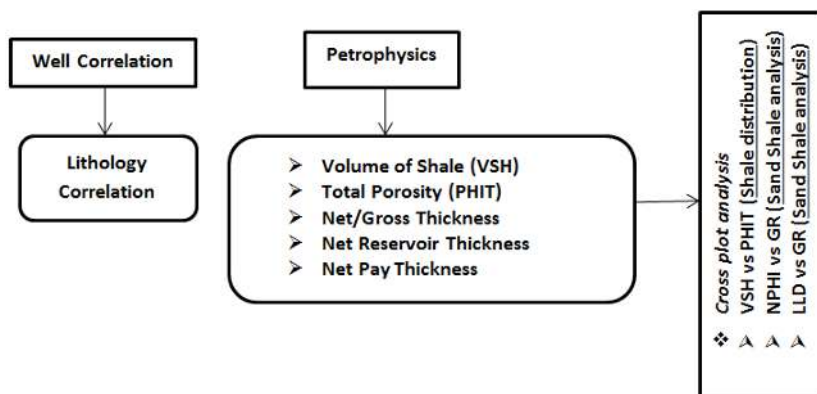 Well Correlation
Lithology
Correlation
Petrophysics
➢ Volume of Shale (VSH)
➢ Total Porosity (PHIT)
➢ Net/Gross Thickness
➢ Net Reservoir Thickness
➢ Net Pay Thickness
❖ Cross plot analysis
➢ VSH vs PHIT (Shale distribution)
➢ NPHI vs GR (Sand Shale analysis)
➢ LLD vs GR (Sand Shale analysis)